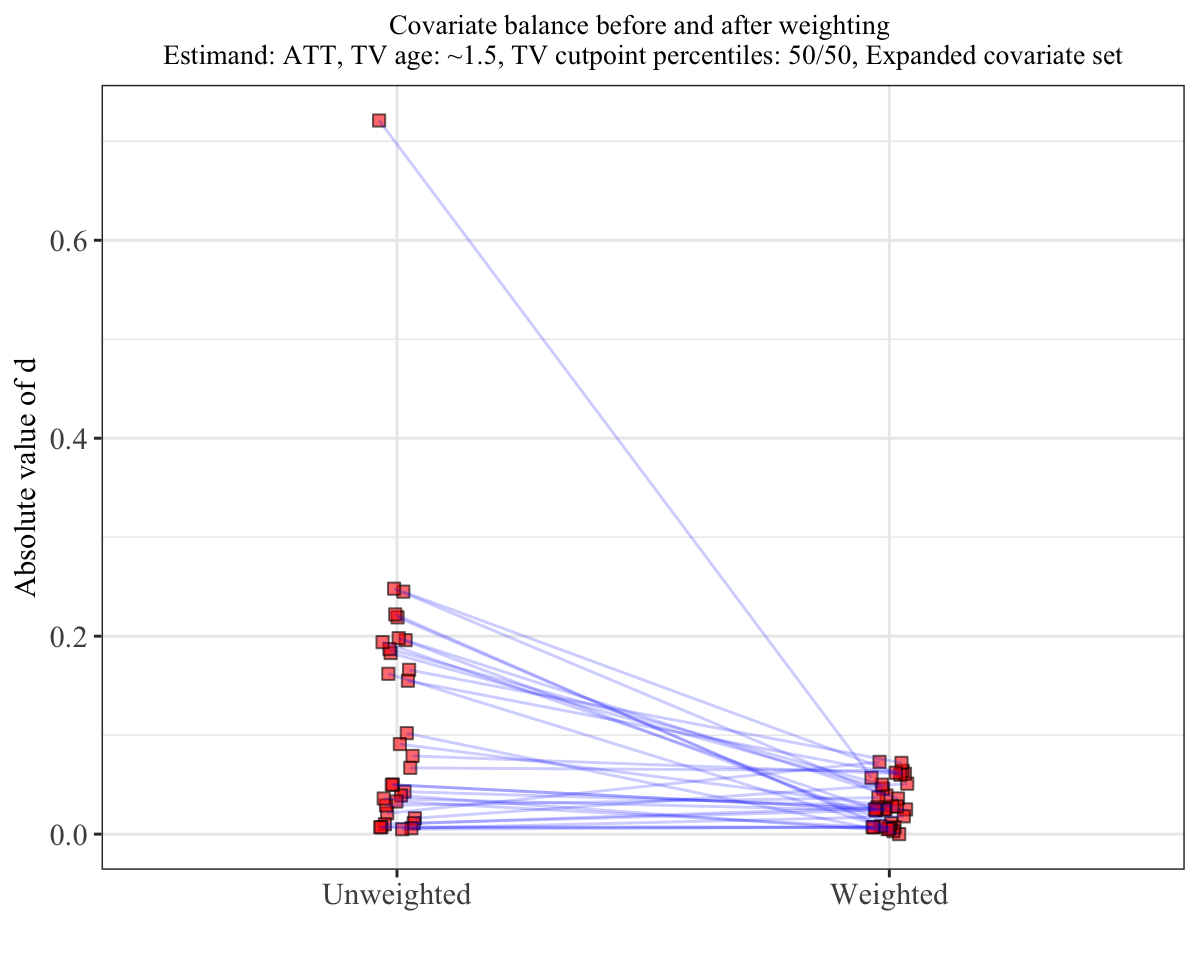 Covariate balance before and after weighting
Estimand: ATT, TV age: ~1.5, TV cutpoint percentiles: 50/50, Expanded covariate set
Absolute value of d
0.6
0.4
0.2
0.0
Unweighted
Weighted